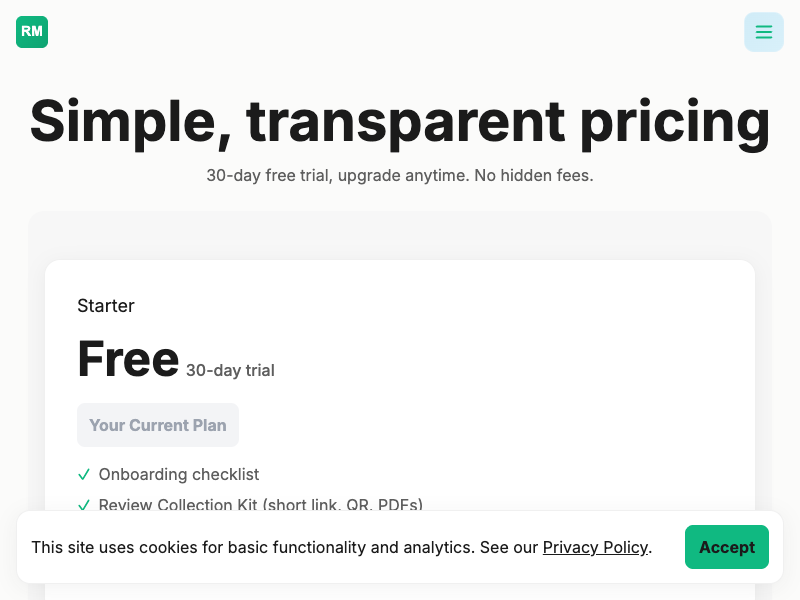 RM
Simple, transparent pricing
30-day free trial, upgrade anytime. No hidden fees.
Starter
Free 30-day trial
Your Current Plan
Onboarding checklist
Review Collection Kit (short link, QR, PDFs)
This site uses cookies for basic functionality and analytics. See our Privacy Policy. Accept